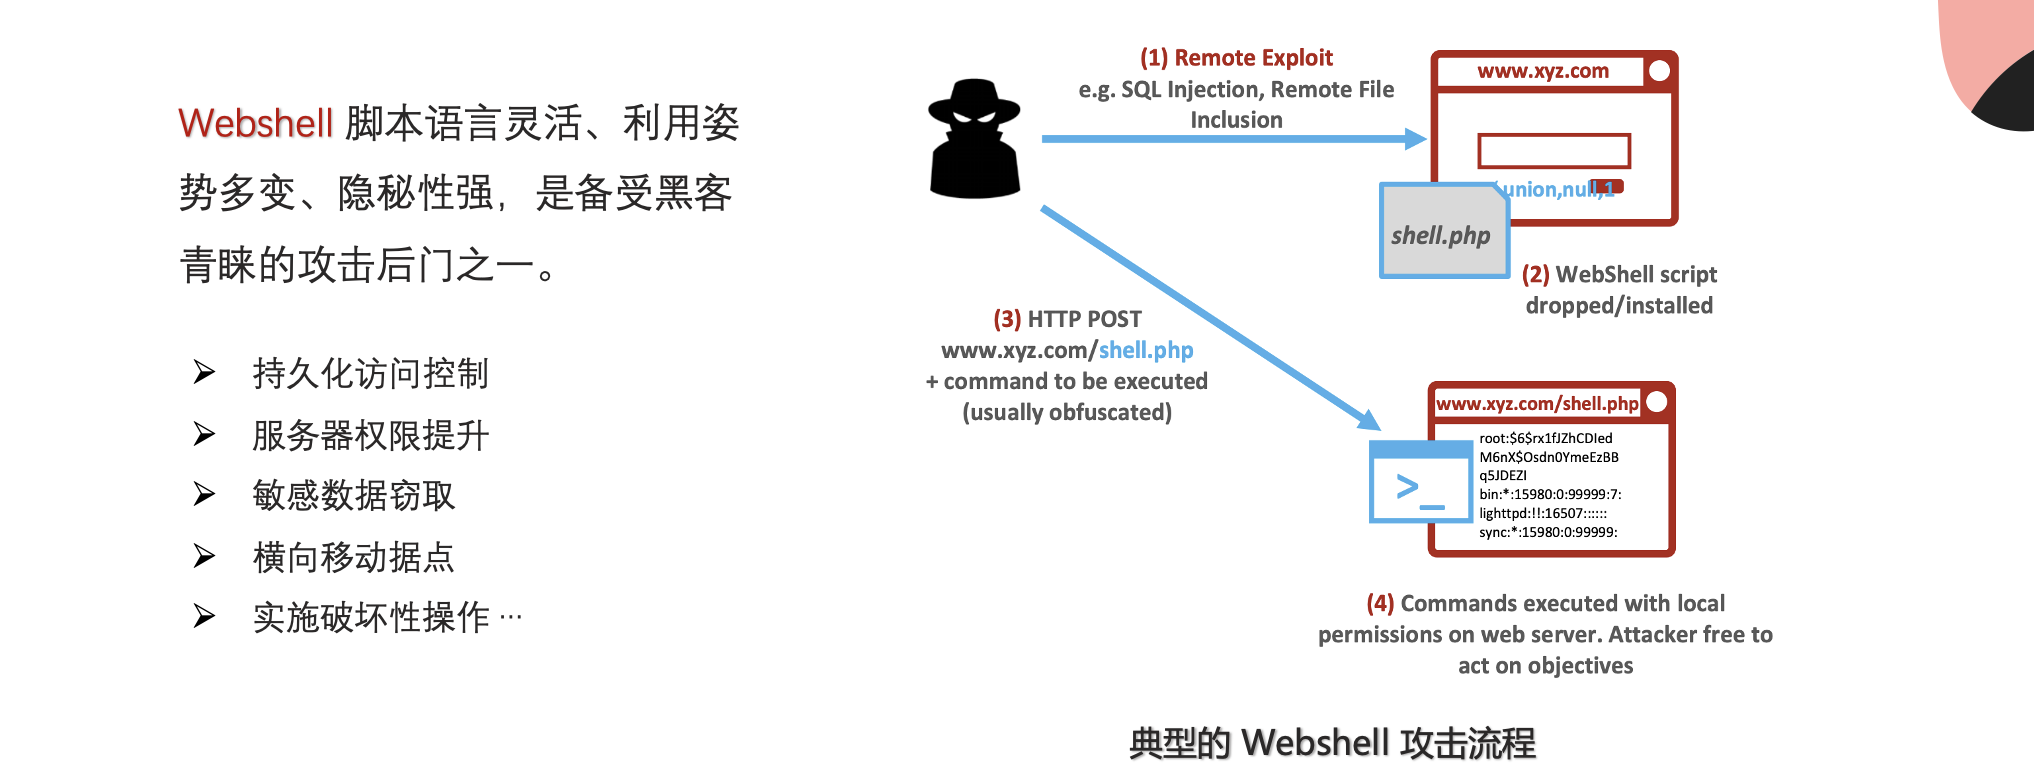 Webshell 脚本语言灵活、利用姿
势多变、隐秘性强，是备受黑客
青睐的攻击后门之一。
➢ 持久化访问控制
➢ 服务器权限提升
➢ 敏感数据窃取
➢ 横向移动据点
➢ 实施破坏性操作 ···
(1) Remote Exploit
e.g. SQL Injection, Remote File
Inclusion
www.xyz.com
union,null,1
shell.php
(2) WebShell script
dropped/installed
(3) HTTP POST
www.xyz.com/shell.php
+ command to be executed
(usually obfuscated)
www.xyz.com/shell.php
>_
root:$6$rx1fJZhCDIed
M6nX$Osdn0YmeEzBB
q5JDEZI
bin:*:15980:0:99999:7:
lighttpd:!!:16507::::::
sync:*:15980:0:99999:
(4) Commands executed with local
permissions on web server. Attacker free to
act on objectives
典型的 Webshell 攻击流程